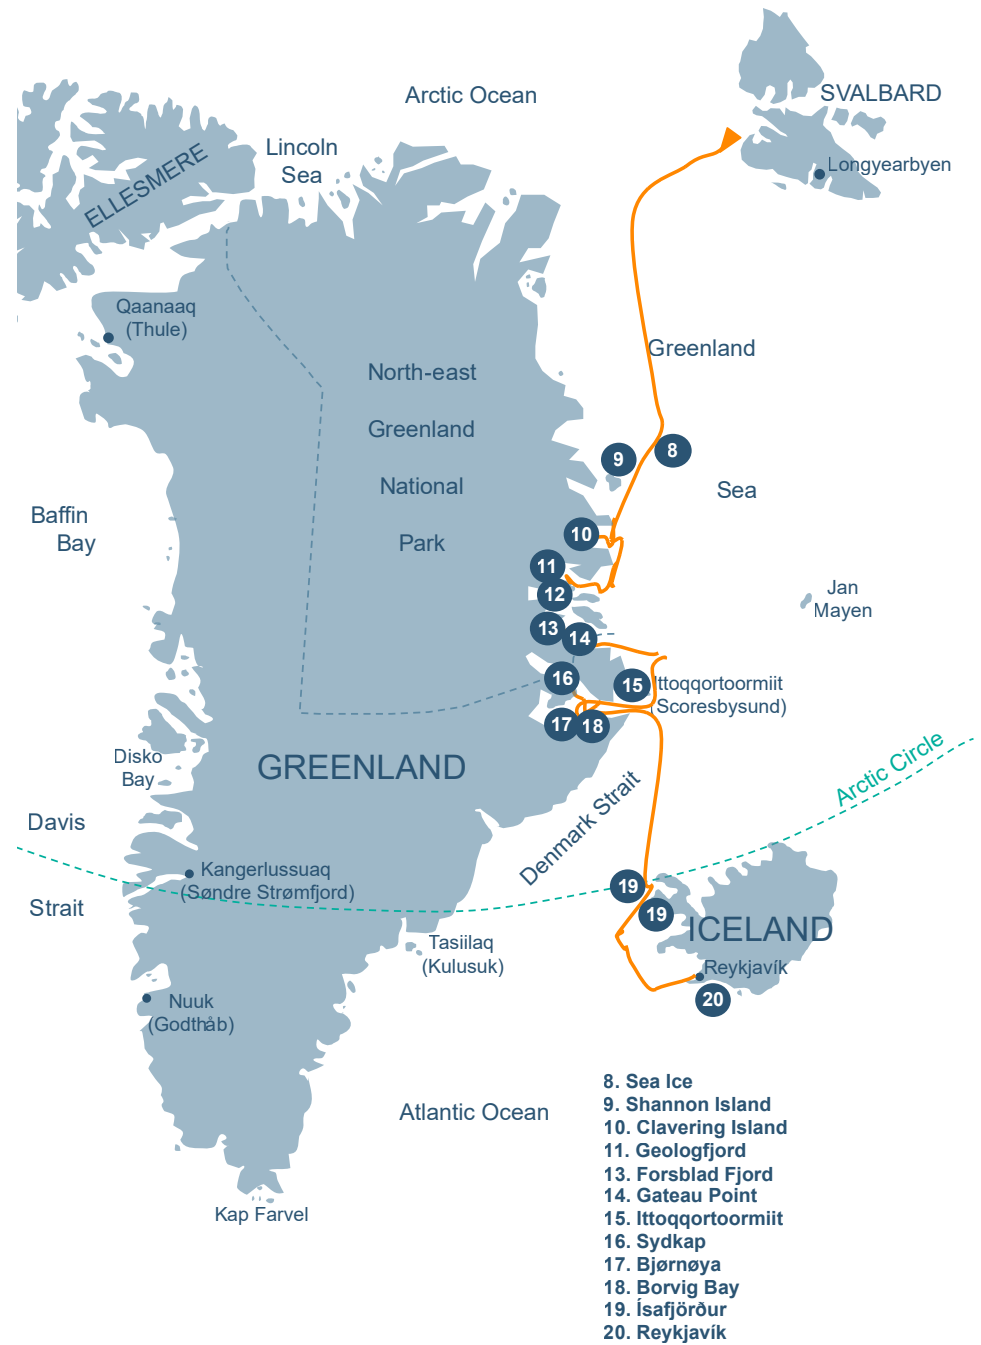 Arctic Ocean
SVALBARD
Longyearbyen
Lincoln
Sea
ELLESMERE
Qaanaaq
(Thule)
Greenland
North-east
Greenland
National
Park
8
9
Sea
Baffin
Bay
10
11
12
13
14
Jan
Mayen
16
15
Ittoqqortoormiit
(Scoresbysund)
17
18
Disko
Bay
GREENLAND
Arctic Circle
Denmark Strait
Davis
Strait
Kangerlussuaq
(Søndre Strømfjord)
19
19
ICELAND
Reykjavík
20
Tasiilaq
(Kulusuk)
Nuuk
(Godthåb)
Atlantic Ocean
Kap Farvel
8. Sea Ice
9. Shannon Island
10. Clavering Island
11. Geologfjord
13. Forsblad Fjord
14. Gateau Point
15. Ittoqqortoormiit
16. Sydkap
17. Bjørnøya
18. Borvig Bay
19. Ísafjörður
20. Reykjavík